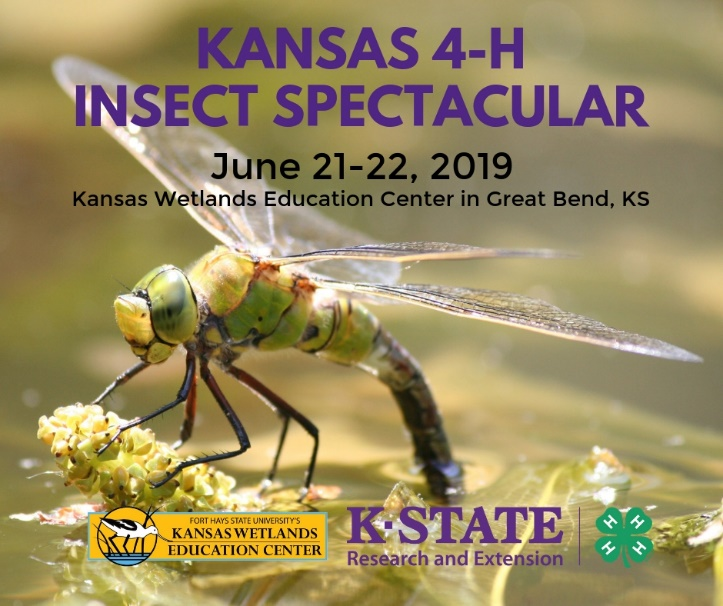 KANSAS 4-H
INSECT SPECTACULAR
June 21-22, 2019
Kansas Wetlands Education Center in Great Bend, KS
FORT HAYS STATE UNIVERSITY'S
KANSAS WETLANDS
EDUCATION CENTER
K-STATE
Research and Extension
H H
H H